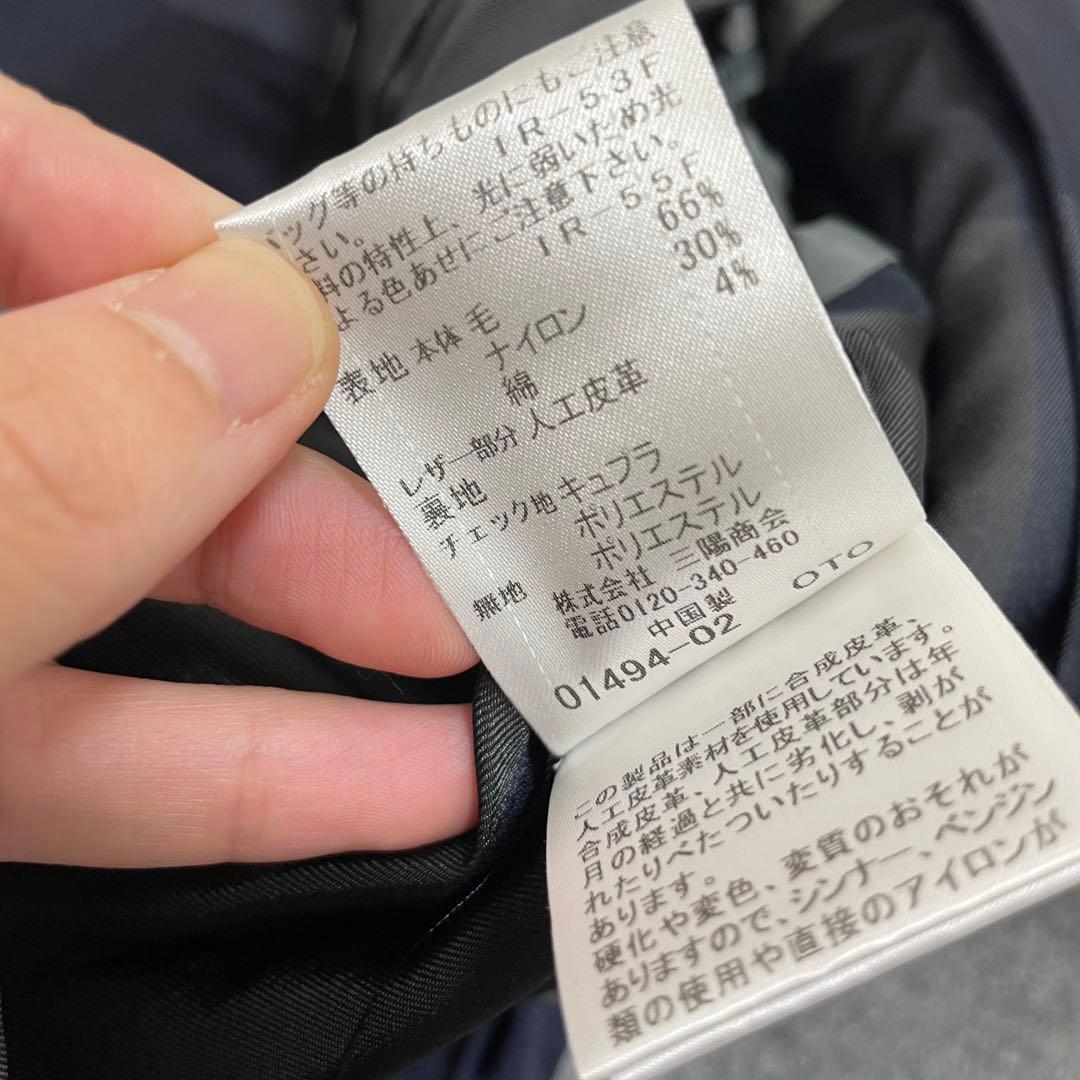 バッグ等の持ちものにもご注意
さい。 IR-53F
料の特性上、光に弱いため光
よる色あせにご注意下さい。
IR-55F
表地 本体 毛 66%
ナイロン 30%
綿 4%
レザー部分 人工皮革
裏地
チェック地 キュプラ
ポリエステル
無地 ポリエステル
株式会社 三陽商会
電話0120-340-460
中国製 OTO
01494-02
この製品は一部に合成皮革、
人工皮革素材を使用しています。
合成皮革、人工皮革部分は年
月の経過と共に劣化し、剥が
れたりべたついたりすることが
あります。
硬化や変色、変質のおそれが
ありますので、シンナー、ベンジン
類の使用や直接のアイロンが